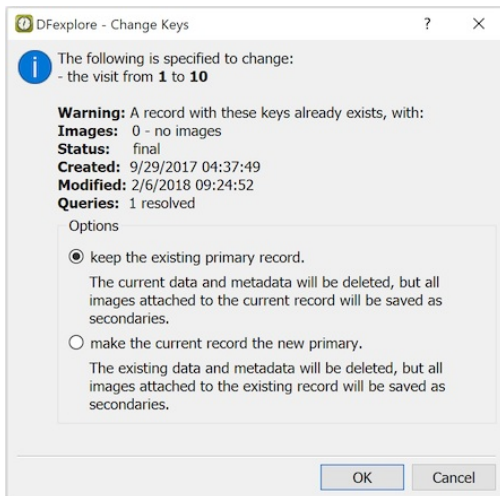 DFexplore - Change Keys ? ×
The following is specified to change:
- the visit from 1 to 10
Warning: A record with these keys already exists, with:
Images: 0 - no images
Status: final
Created: 9/29/2017 04:37:49
Modified: 2/6/2018 09:24:52
Queries: 1 resolved
Options
keep the existing primary record.
The current data and metadata will be deleted, but all
images attached to the current record will be saved as
secondaries.
make the current record the new primary.
The existing data and metadata will be deleted, but all
images attached to the existing record will be saved as
secondaries.
OK Cancel